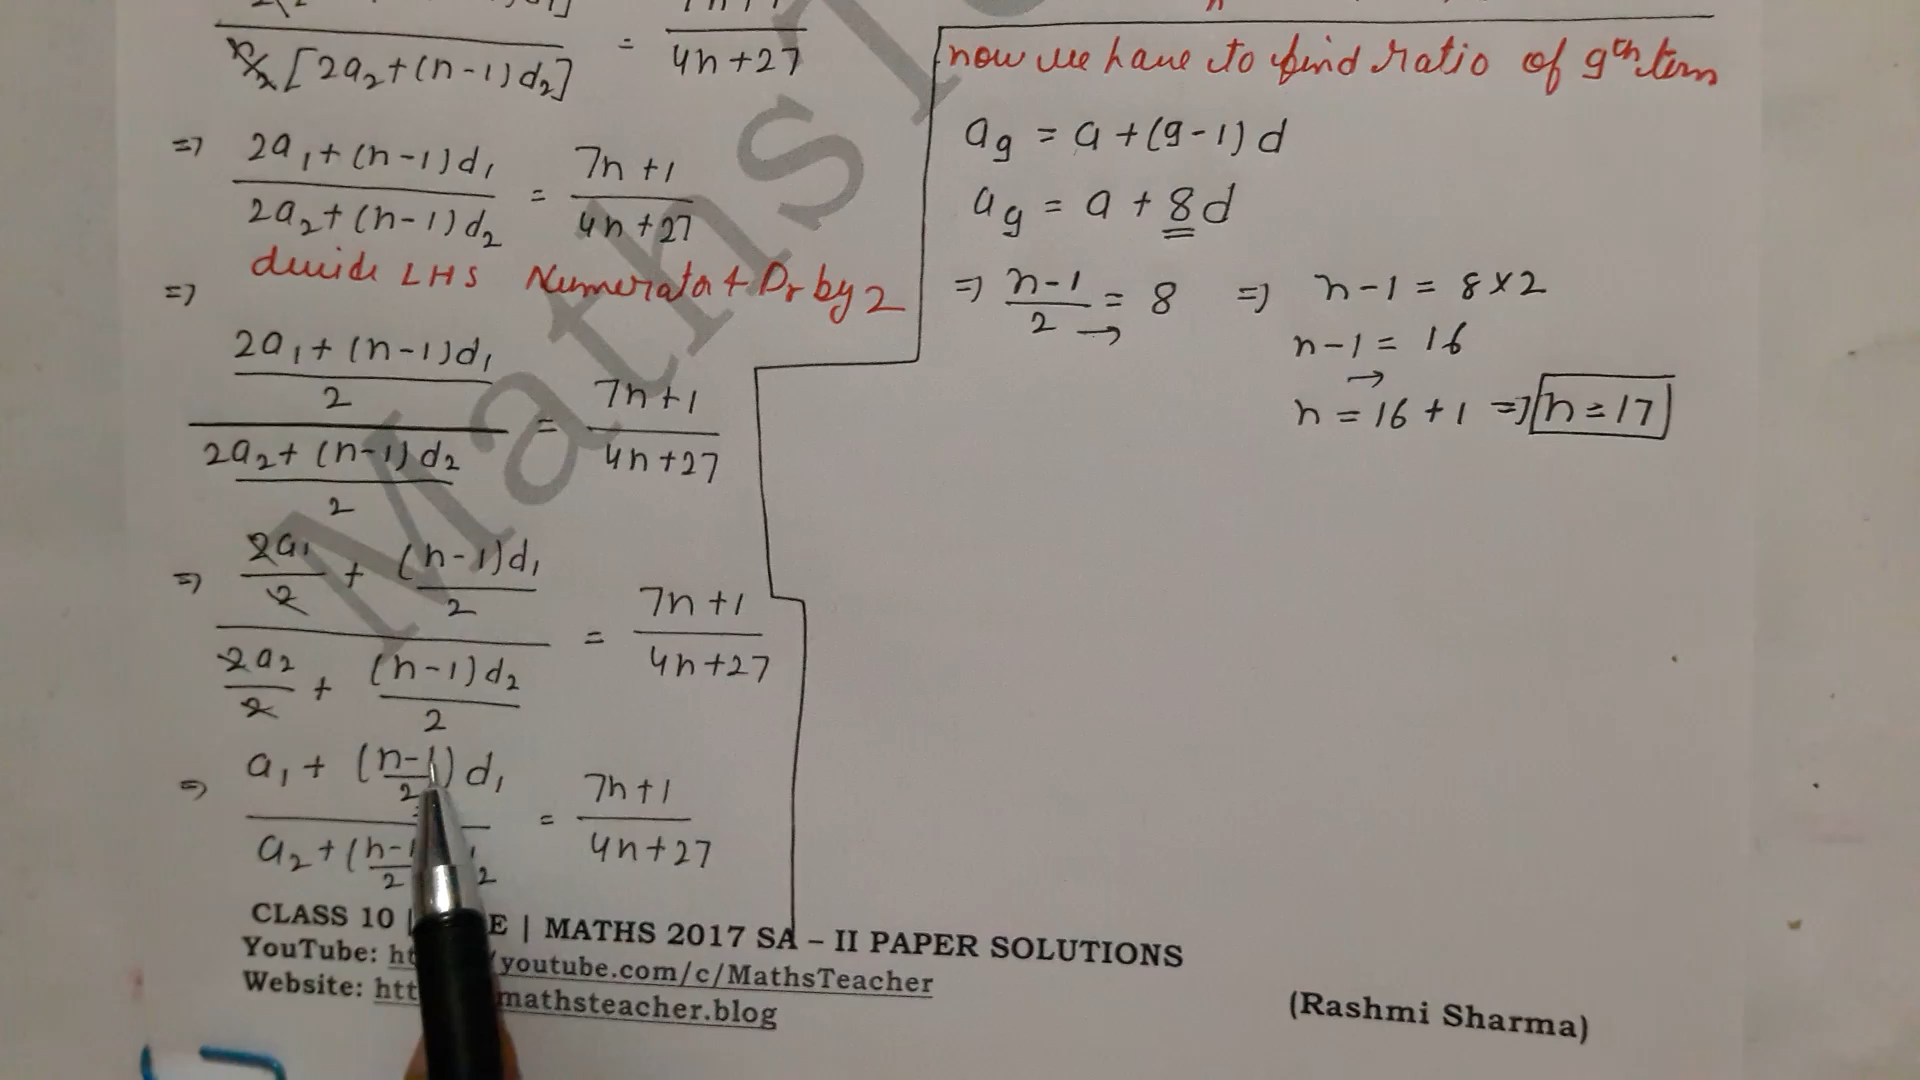 n/2 [2a₂+(n-1)d₂] = 4n+27
=) 2a₁+(n-1)d₁ / 2a₂+(n-1)d₂ = 7n+1 / 4n+27
=) divide LHS Numerator + Dr by 2
2a₁+(n-1)d₁ / 2 / 2a₂+(n-1)d₂ / 2 = 7n+1 / 4n+27
=) 2a₁/2 + (n-1)d₁/2 / 2a₂/2 + (n-1)d₂/2 = 7n+1 / 4n+27
=) a₁+(n-1/2)d₁ / a₂+(n-1/2 ₂ = 7n+1 / 4n+27
now we have to find ratio of 9th term
a₉ = a+(9-1)d
a₉ = a+8d
=) n-1/2 = 8 =) n-1 = 8×2
n-1 = 16
n = 16+1 =) n=17
CLASS 10 | E | MATHS 2017 SA – II PAPER SOLUTIONS
YouTube: ht /youtube.com/c/MathsTeacher
Website: htt mathsteacher.blog
(Rashmi Sharma)